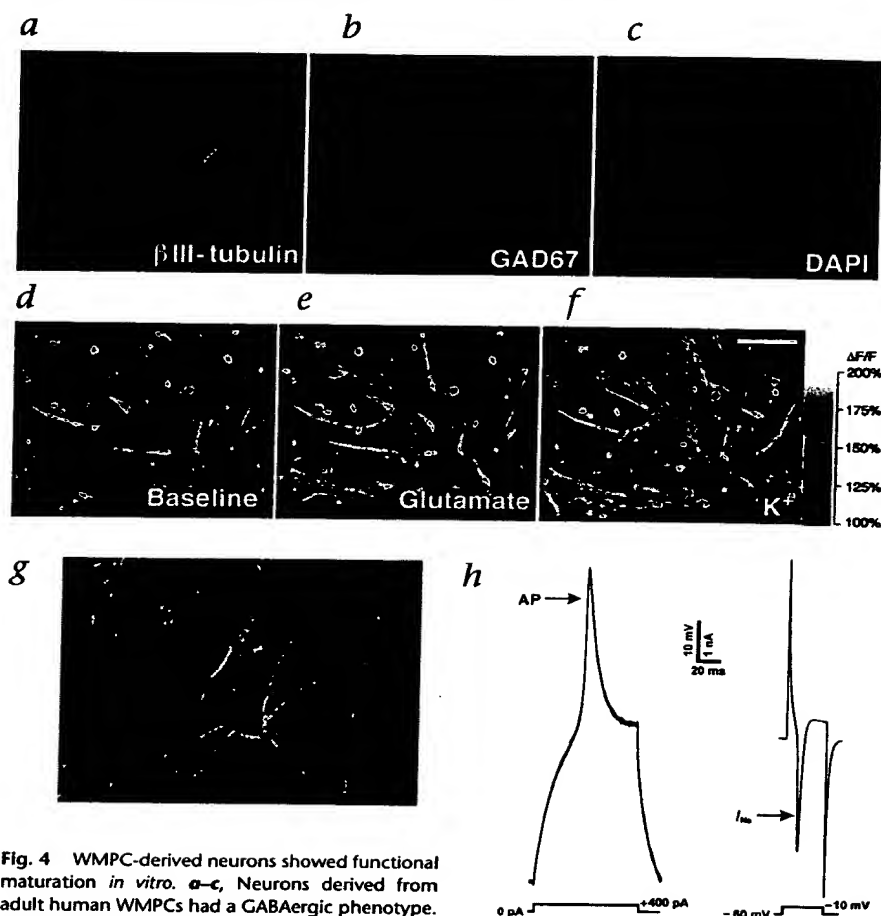 a b c
βIII-tubulin GAD67 DAPI
d e f
ΔF/F
200%
175%
150%
125%
100%
Baseline Glutamate K+
g h
AP
10 mV
1 nA
20 ms
INa
Fig. 4 WMPC-derived neurons showed functional
maturation in vitro. a–c, Neurons derived from
adult human WMPCs had a GABAergic phenotype.
0 pA +400 pA
−60 mV −10 mV